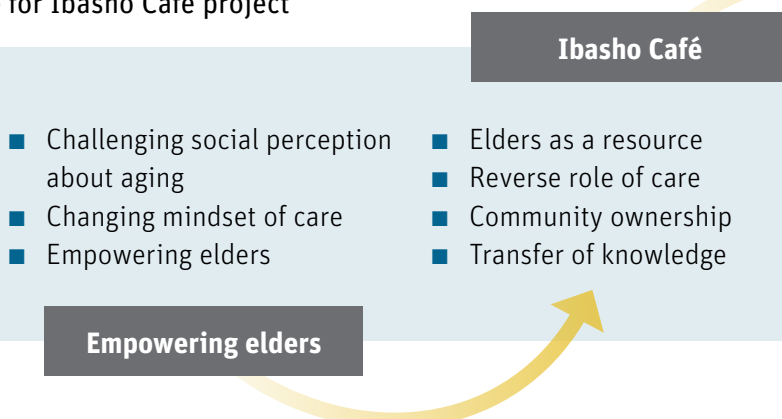 for Ibasho Café project
Ibasho Café
■ Challenging social perception
about aging
■ Changing mindset of care
■ Empowering elders
■ Elders as a resource
■ Reverse role of care
■ Community ownership
■ Transfer of knowledge
Empowering elders